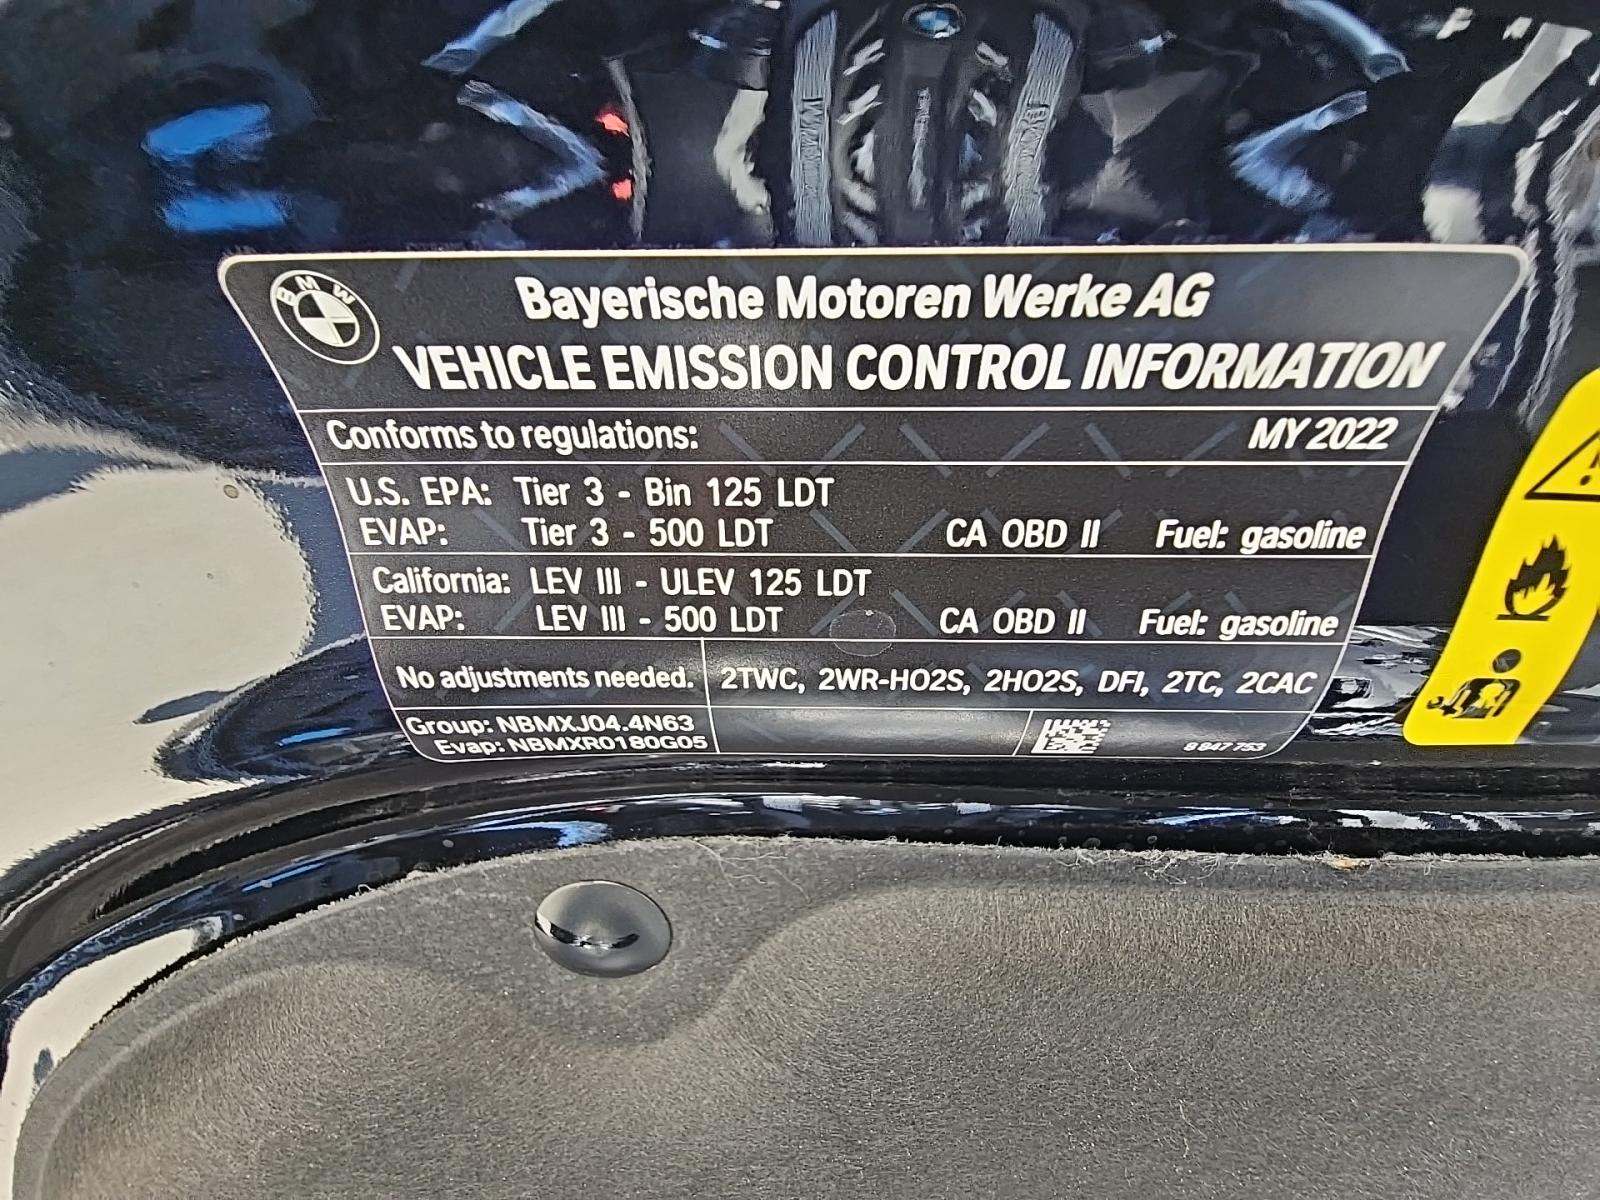 BMW
Bayerische Motoren Werke AG
VEHICLE EMISSION CONTROL INFORMATION
Conforms to regulations: MY 2022
U.S. EPA: Tier 3 - Bin 125 LDT
EVAP: Tier 3 - 500 LDT CA OBD II Fuel: gasoline
California: LEV III - ULEV 125 LDT
EVAP: LEV III - 500 LDT CA OBD II Fuel: gasoline
No adjustments needed. 2TWC, 2WR-HO2S, 2HO2S, DFI, 2TC, 2CAC
Group: NBMXJ04.4N63
Evap: NBMXR0180G05 8 947 753